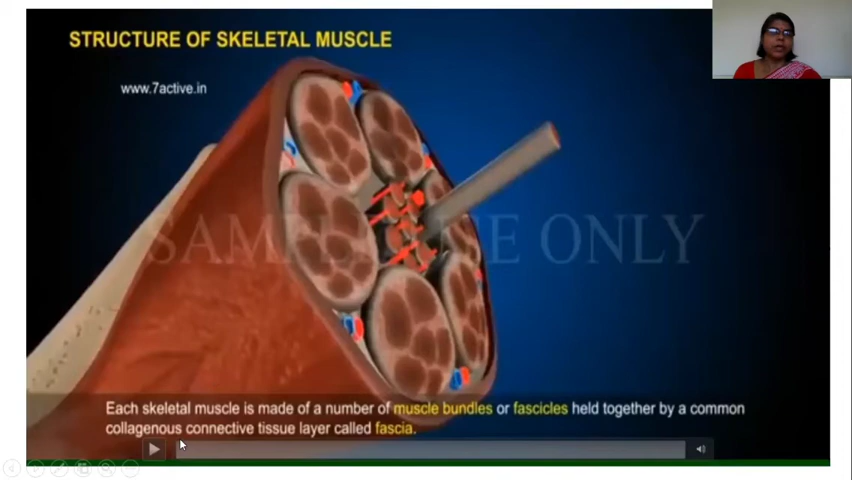 STRUCTURE OF SKELETAL MUSCLE
www.7active.in
SAMPLE USE ONLY
Each skeletal muscle is made of a number of muscle bundles or fascicles held together by a common
collagenous connective tissue layer called fascia.